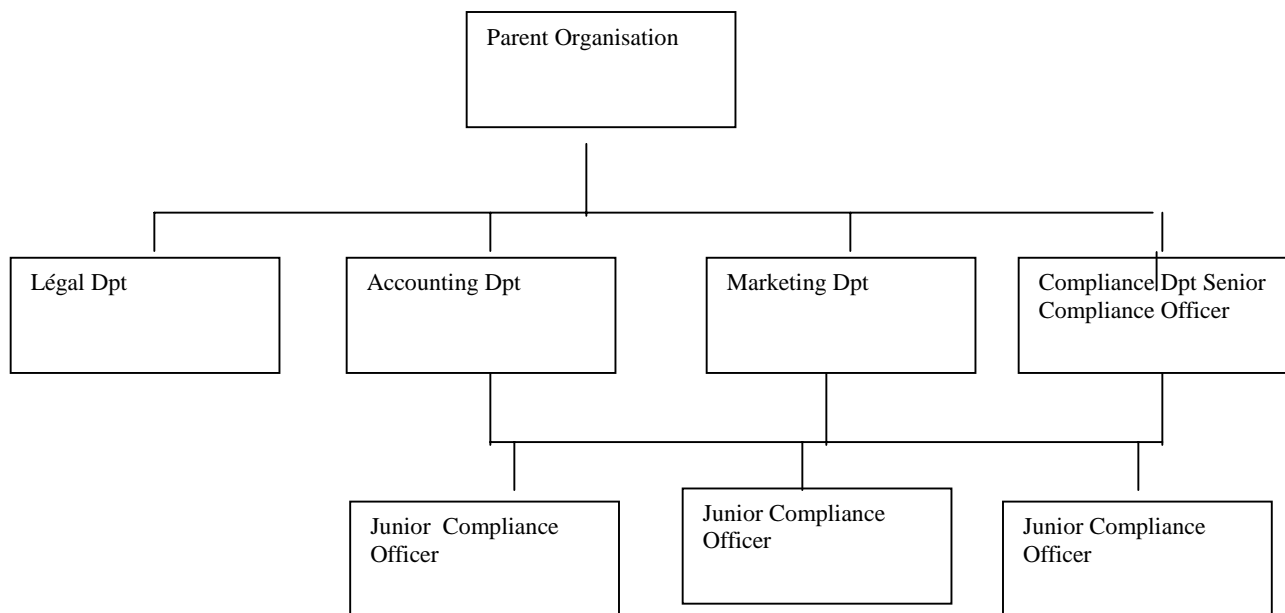 Parent Organisation
Légal Dpt
Accounting Dpt
Marketing Dpt
Compliance Dpt Senior
Compliance Officer
Junior  Compliance
Officer
Junior Compliance
Officer
Junior Compliance
Officer